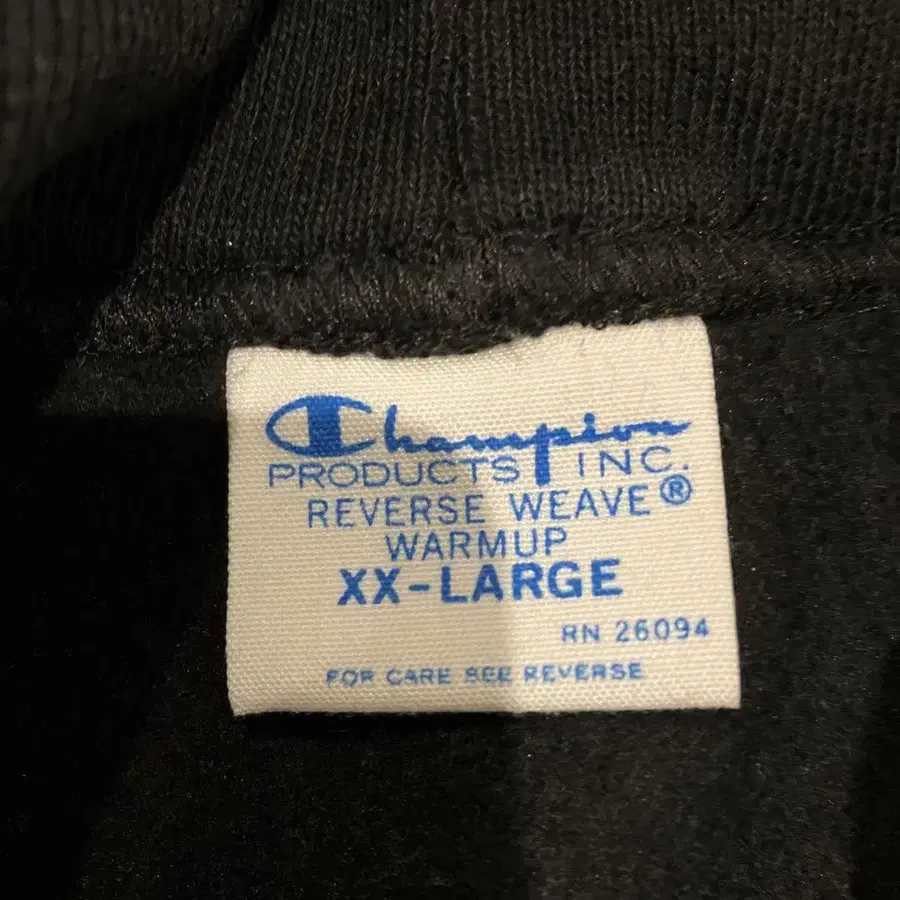 Champion
PRODUCTS INC.
REVERSE WEAVE®
WARMUP
XX-LARGE
RN 26094
FOR CARE SEE REVERSE